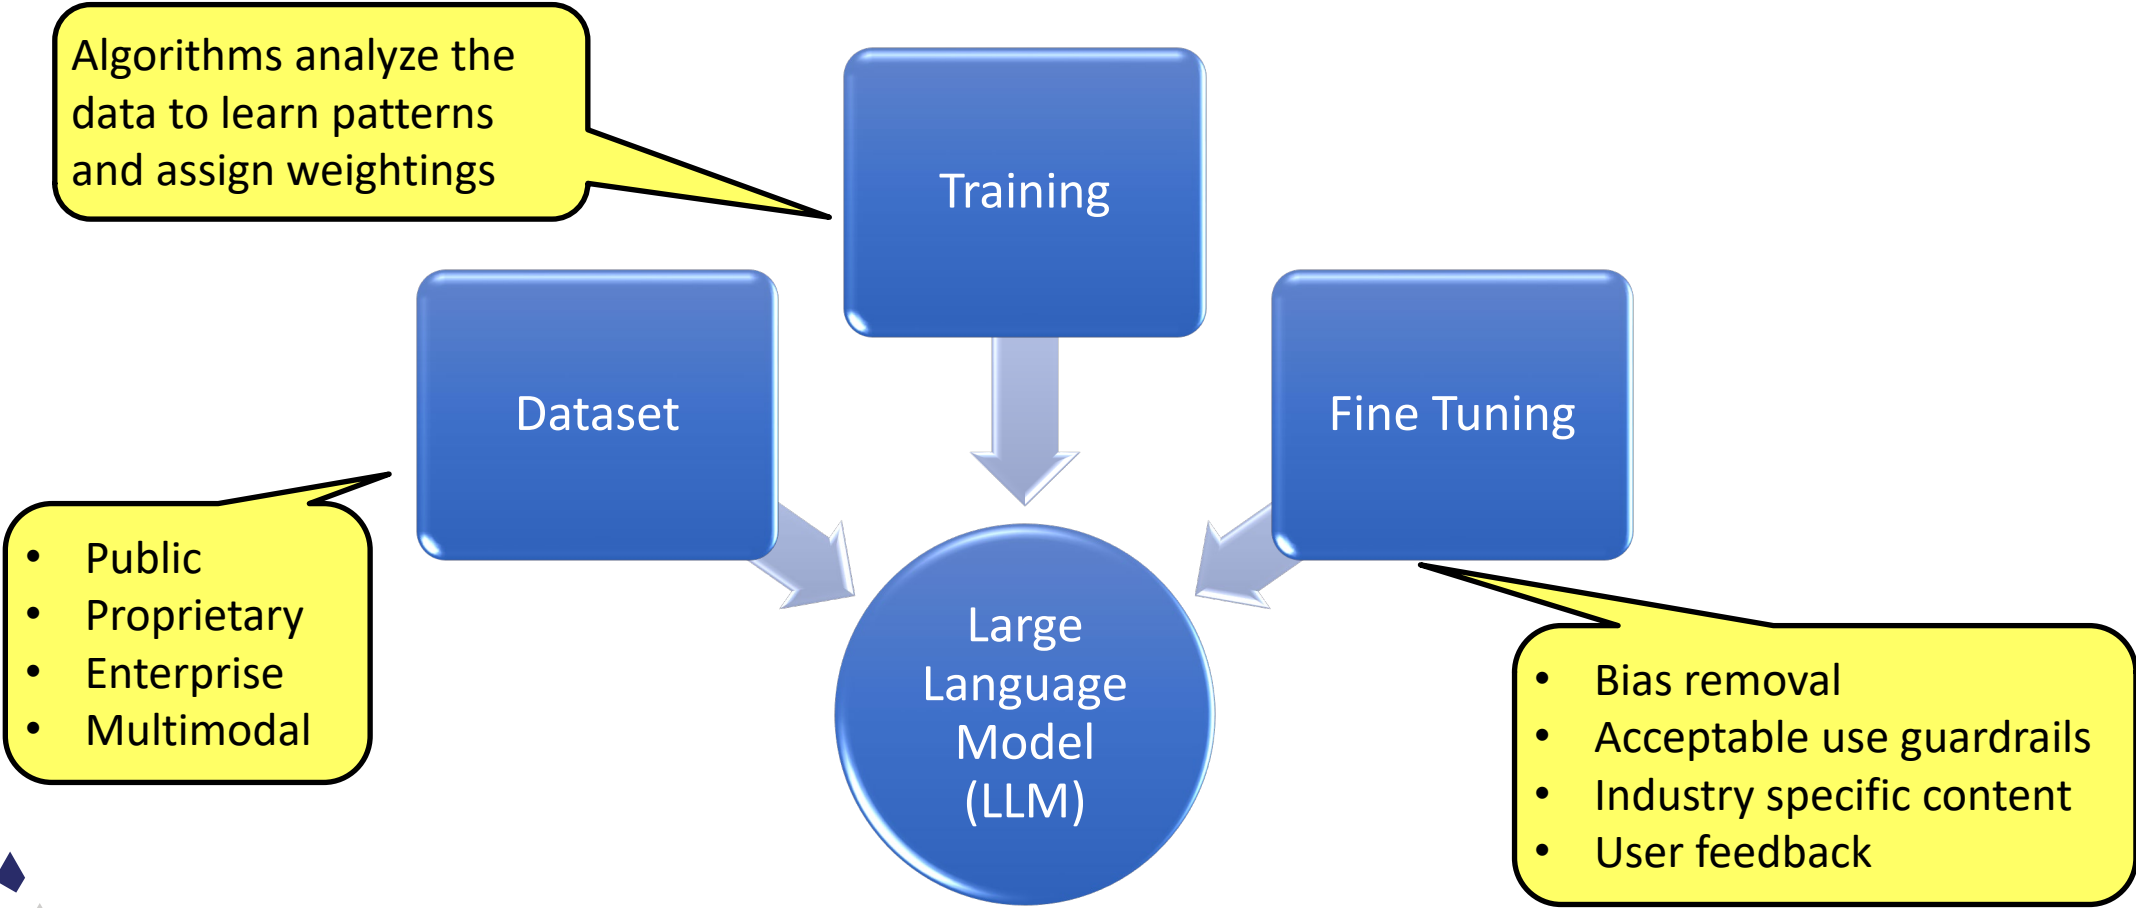 Algorithms analyze the
data to learn patterns
and assign weightings
Training
Dataset
Fine Tuning
• Public
• Proprietary
• Enterprise
• Multimodal
Large
Language
Model
(LLM)
• Bias removal
• Acceptable use guardrails
• Industry specific content
• User feedback